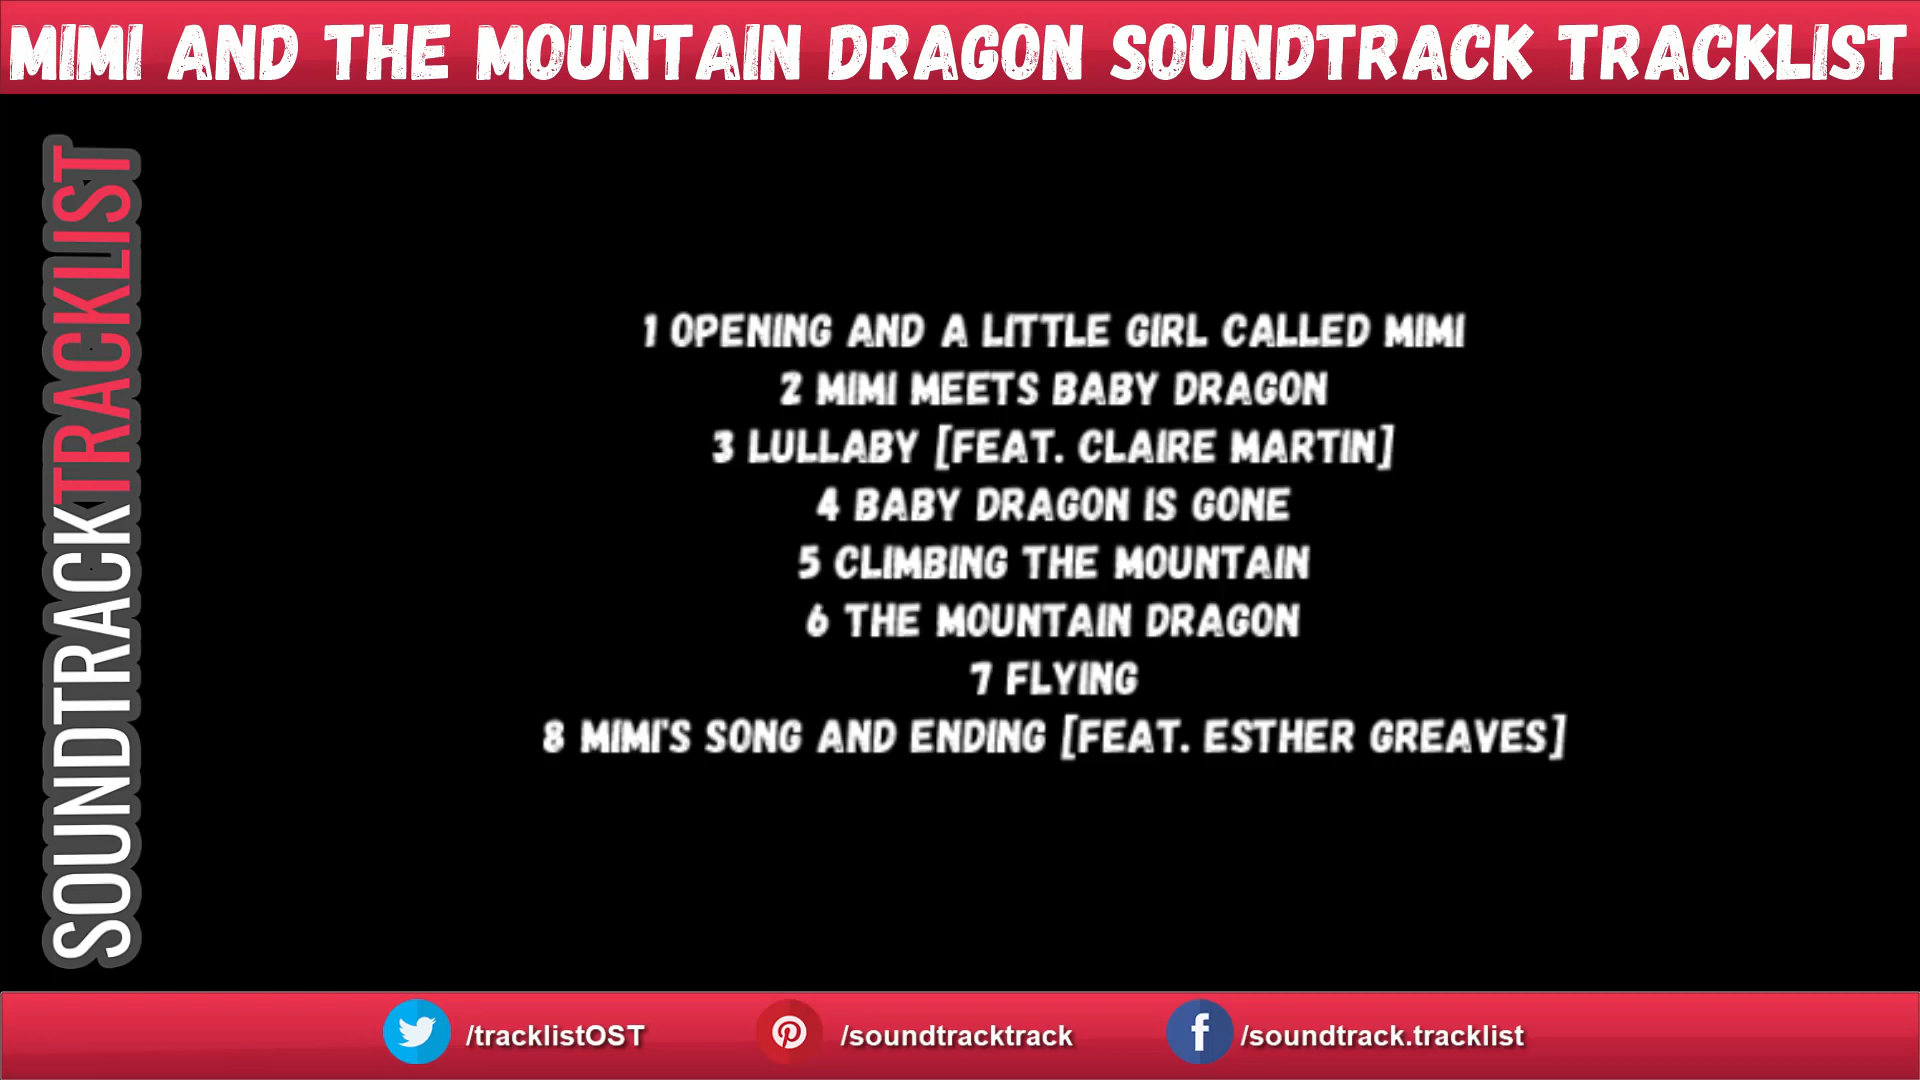 MIMI AND THE MOUNTAIN DRAGON SOUNDTRACK TRACKLIST
SOUNDTRACKTRACKLIST
1 OPENING AND A LITTLE GIRL CALLED MIMI
2 MIMI MEETS BABY DRAGON
3 LULLABY [FEAT. CLAIRE MARTIN]
4 BABY DRAGON IS GONE
5 CLIMBING THE MOUNTAIN
6 THE MOUNTAIN DRAGON
7 FLYING
8 MIMI'S SONG AND ENDING [FEAT. ESTHER GREAVES]
/tracklistOST /soundtracktrack /soundtrack.tracklist